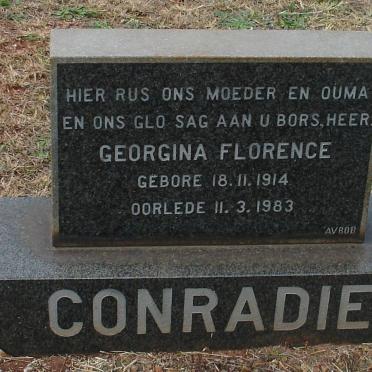 HIER RUS ONS MOEDER EN OUMA
EN ONS GLO SAG AAN U BORS, HEER.
GEORGINA FLORENCE
GEBORE 18.11.1914
OORLEDE 11.3.1983
AVBOB
CONRADIE